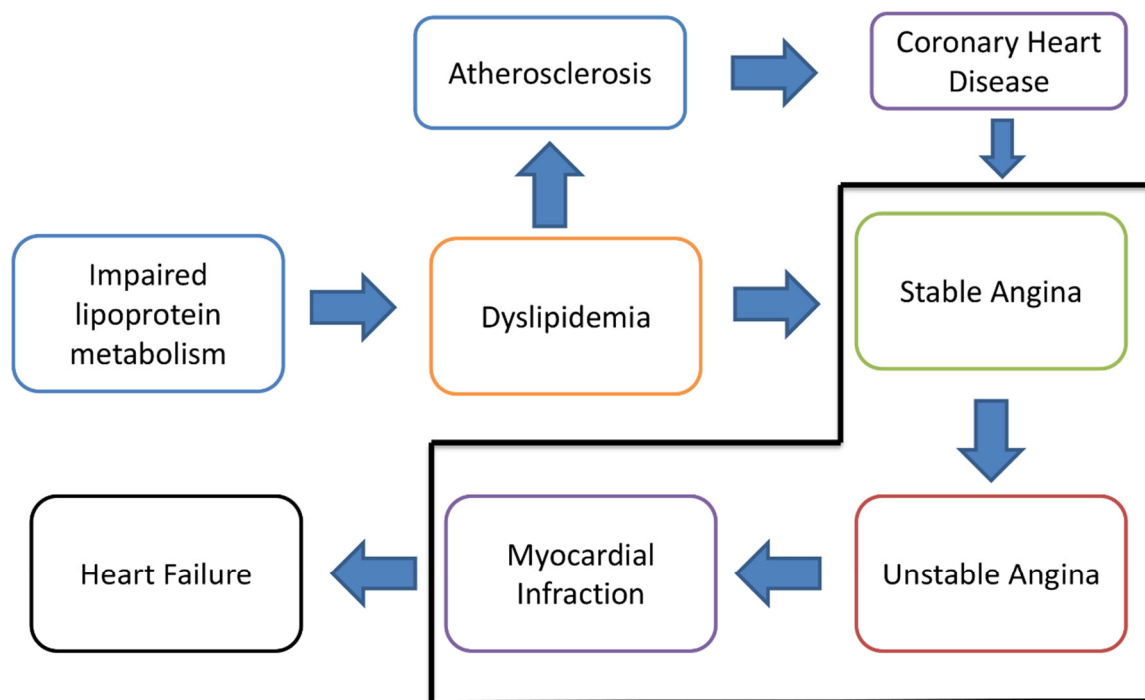 Atherosclerosis
Coronary Heart
Disease
Impaired
lipoprotein
metabolism
Dyslipidemia
Stable Angina
Heart Failure
Myocardial
Infraction
Unstable Angina